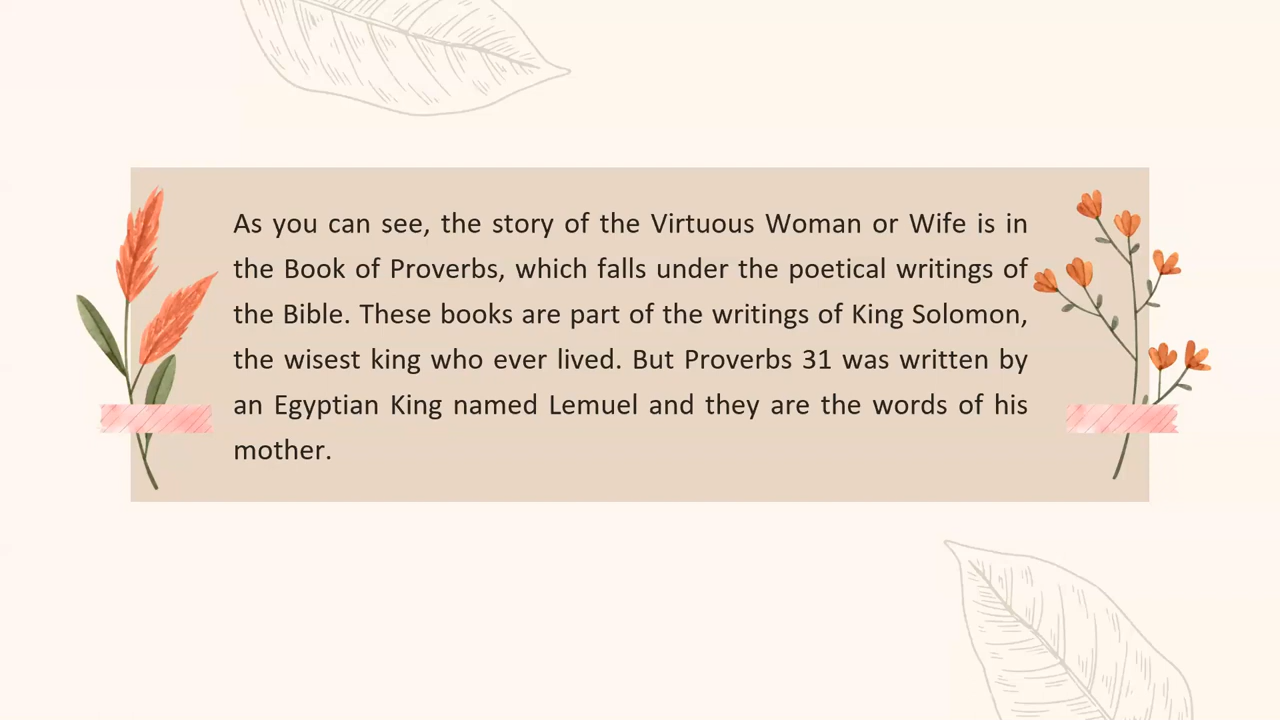 As you can see, the story of the Virtuous Woman or Wife is in
the Book of Proverbs, which falls under the poetical writings of
the Bible. These books are part of the writings of King Solomon,
the wisest king who ever lived. But Proverbs 31 was written by
an Egyptian King named Lemuel and they are the words of his
mother.